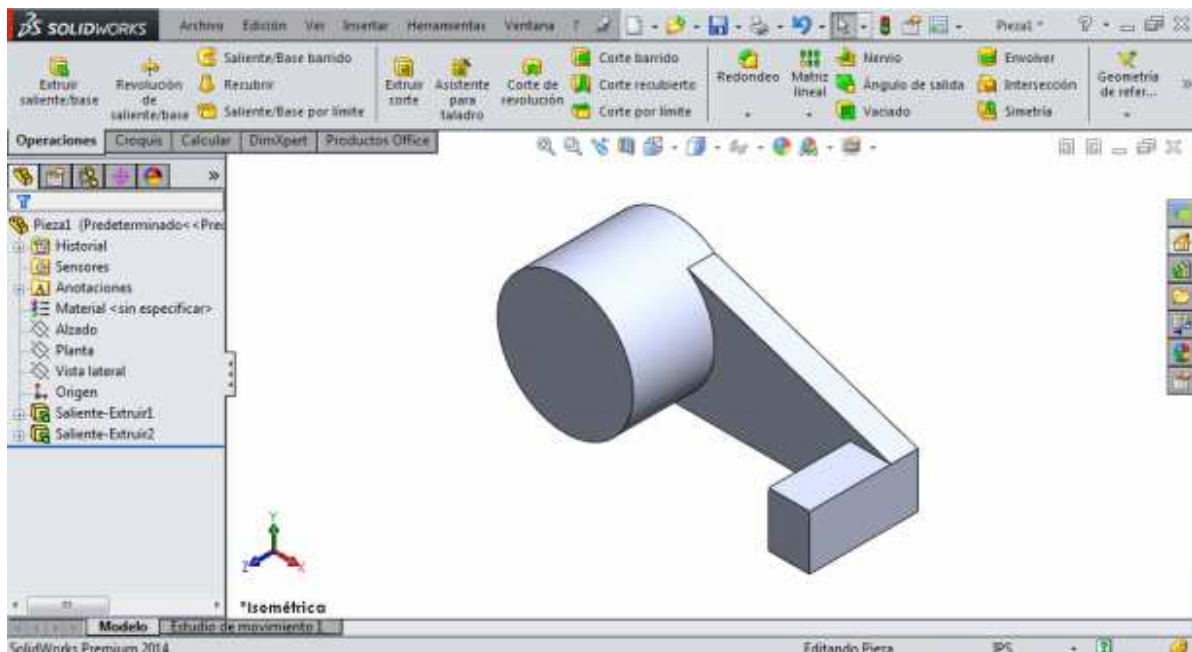 SOLIDWORKS Archivo Edición Ver Insertar Herramientas Ventana ? Pieza1 *
Extruir saliente/base
Revolución de saliente/base
Saliente/Base barrido
Recubrir
Saliente/Base por límite
Extruir corte
Asistente para taladro
Corte de revolución
Corte barrido
Corte recubierto
Corte por límite
Redondeo
Matriz lineal
Nervio
Ángulo de salida
Vaciado
Envolver
Intersección
Simetría
Geometría de refer...
Operaciones Croquis Calcular DimXpert Productos Office
Pieza1 (Predeterminado<<Pred
Historial
Sensores
Anotaciones
Material <sin especificar>
Alzado
Planta
Vista lateral
Origen
Saliente-Extruir1
Saliente-Extruir2
Y
Z
X
*Isométrica
Modelo Estudio de movimiento 1
SolidWorks Premium 2014 Editando Pieza IPS